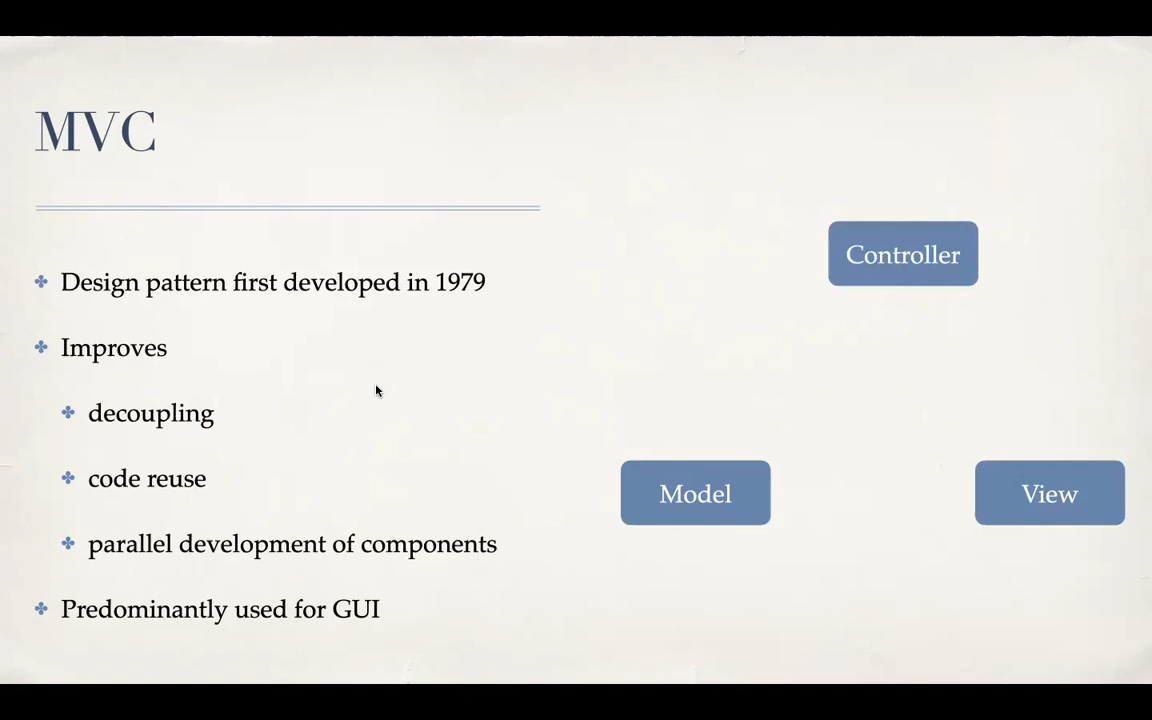 MVC
Design pattern first developed in 1979
Improves
decoupling
code reuse
parallel development of components
Predominantly used for GUI
Controller
Model
View